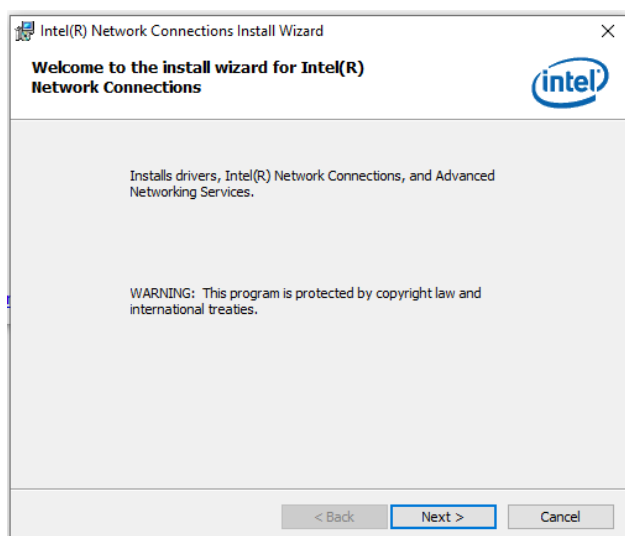 Intel(R) Network Connections Install Wizard
Welcome to the install wizard for Intel(R)
Network Connections
intel
Installs drivers, Intel(R) Network Connections, and Advanced
Networking Services.
WARNING: This program is protected by copyright law and
international treaties.
< Back Next > Cancel